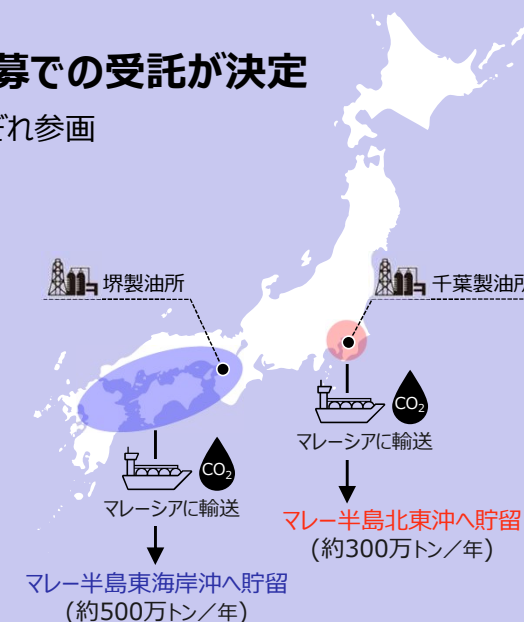 募での受託が決定
ぞれ参画
堺製油所
千葉製油所
CO₂
マレーシアに輸送
CO₂
マレーシアに輸送
マレー半島北東沖へ貯留
(約300万トン／年)
マレー半島東海岸沖へ貯留
(約500万トン／年)